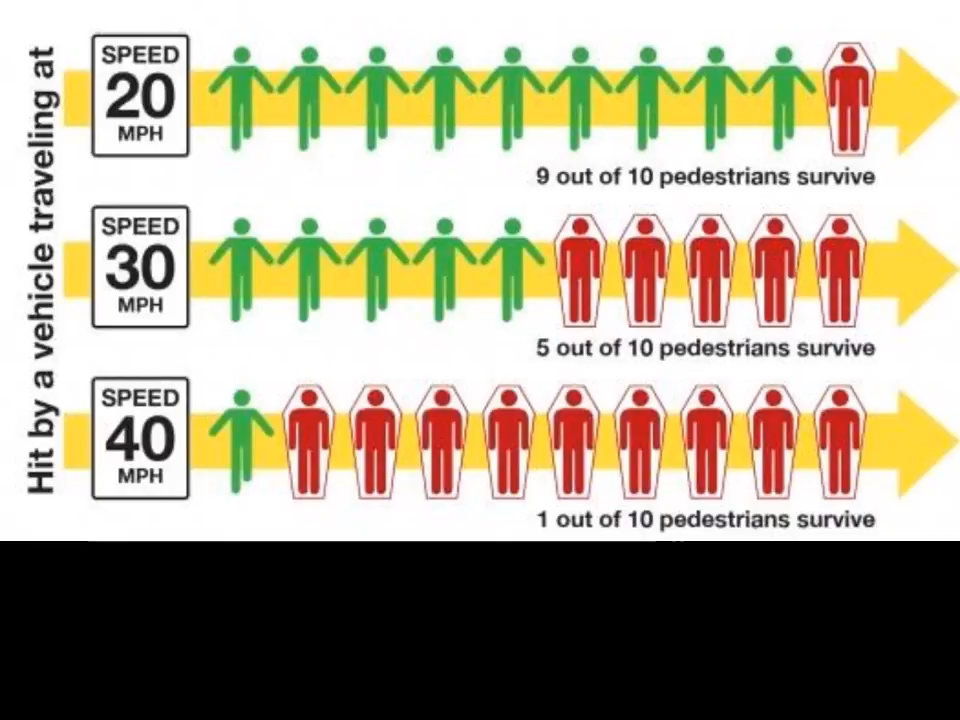 Hit by a vehicle traveling at
SPEED
20
MPH
9 out of 10 pedestrians survive
SPEED
30
MPH
5 out of 10 pedestrians survive
SPEED
40
MPH
1 out of 10 pedestrians survive